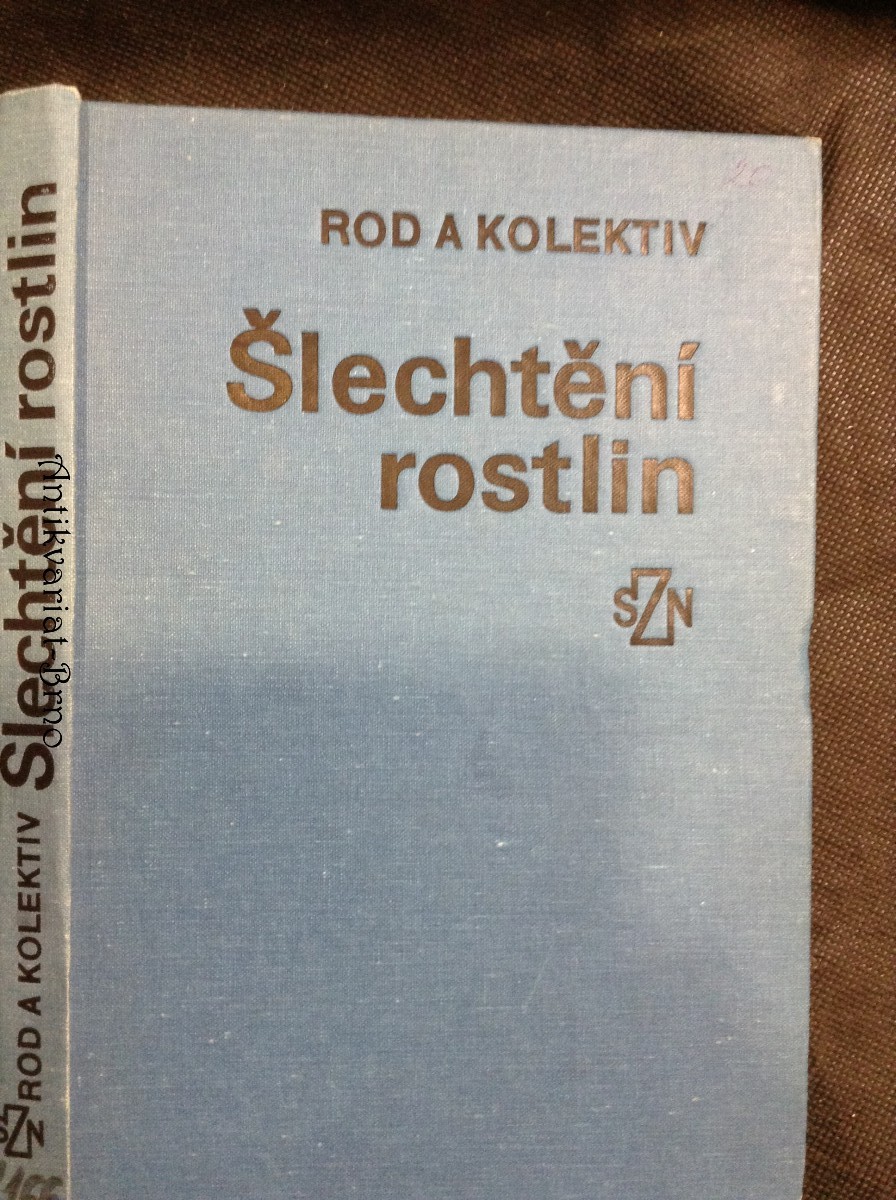 ROD A KOLEKTIV
Šlechtění
rostlin
SZN
SZN ROD A KOLEKTIV Šlechtění rostlin
Antikvariat Brno